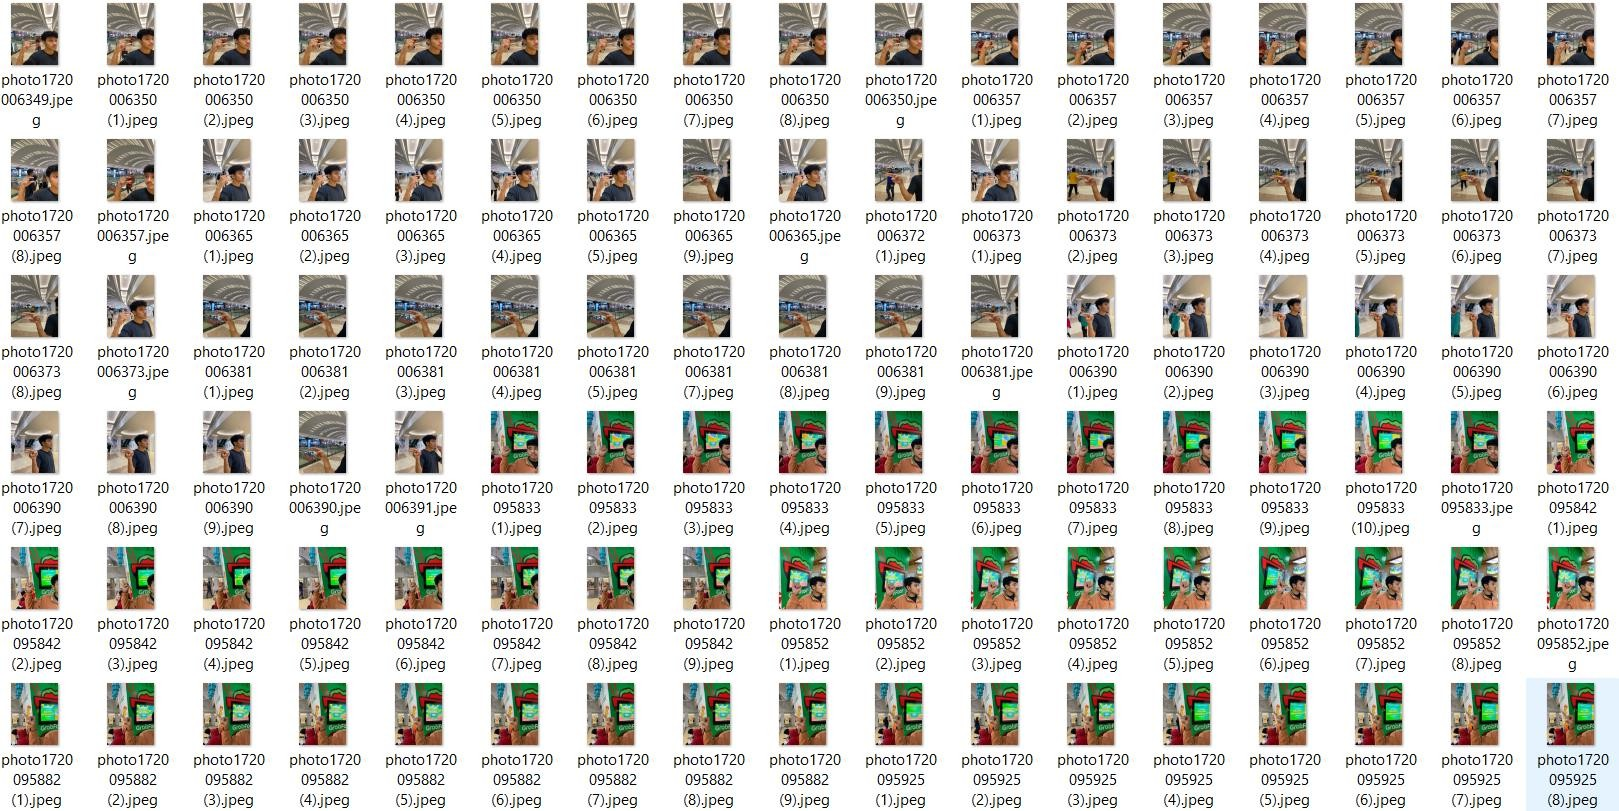 photo1720
006349.jpe
g
photo1720
006350
(1).jpeg
photo1720
006350
(2).jpeg
photo1720
006350
(3).jpeg
photo1720
006350
(4).jpeg
photo1720
006350
(5).jpeg
photo1720
006350
(6).jpeg
photo1720
006350
(7).jpeg
photo1720
006350
(8).jpeg
photo1720
006350.jpe
g
photo1720
006357
(1).jpeg
photo1720
006357
(2).jpeg
photo1720
006357
(3).jpeg
photo1720
006357
(4).jpeg
photo1720
006357
(5).jpeg
photo1720
006357
(6).jpeg
photo1720
006357
(7).jpeg
photo1720
006357
(8).jpeg
photo1720
006357.jpe
g
photo1720
006365
(1).jpeg
photo1720
006365
(2).jpeg
photo1720
006365
(3).jpeg
photo1720
006365
(4).jpeg
photo1720
006365
(5).jpeg
photo1720
006365
(9).jpeg
photo1720
006365.jpe
g
photo1720
006372
(1).jpeg
photo1720
006373
(1).jpeg
photo1720
006373
(2).jpeg
photo1720
006373
(3).jpeg
photo1720
006373
(4).jpeg
photo1720
006373
(5).jpeg
photo1720
006373
(6).jpeg
photo1720
006373
(7).jpeg
photo1720
006373
(8).jpeg
photo1720
006373.jpe
g
photo1720
006381
(1).jpeg
photo1720
006381
(2).jpeg
photo1720
006381
(3).jpeg
photo1720
006381
(4).jpeg
photo1720
006381
(5).jpeg
photo1720
006381
(7).jpeg
photo1720
006381
(8).jpeg
photo1720
006381
(9).jpeg
photo1720
006381.jpe
g
photo1720
006390
(1).jpeg
photo1720
006390
(2).jpeg
photo1720
006390
(3).jpeg
photo1720
006390
(4).jpeg
photo1720
006390
(5).jpeg
photo1720
006390
(6).jpeg
photo1720
006390
(7).jpeg
photo1720
006390
(8).jpeg
photo1720
006390
(9).jpeg
photo1720
006390.jpe
g
photo1720
006391.jpe
g
photo1720
095833
(1).jpeg
photo1720
095833
(2).jpeg
photo1720
095833
(3).jpeg
photo1720
095833
(4).jpeg
photo1720
095833
(5).jpeg
photo1720
095833
(6).jpeg
photo1720
095833
(7).jpeg
photo1720
095833
(8).jpeg
photo1720
095833
(9).jpeg
photo1720
095833
(10).jpeg
photo1720
095833.jpe
g
photo1720
095842
(1).jpeg
photo1720
095842
(2).jpeg
photo1720
095842
(3).jpeg
photo1720
095842
(4).jpeg
photo1720
095842
(5).jpeg
photo1720
095842
(6).jpeg
photo1720
095842
(7).jpeg
photo1720
095842
(8).jpeg
photo1720
095842
(9).jpeg
photo1720
095852
(1).jpeg
photo1720
095852
(2).jpeg
photo1720
095852
(3).jpeg
photo1720
095852
(4).jpeg
photo1720
095852
(5).jpeg
photo1720
095852
(6).jpeg
photo1720
095852
(7).jpeg
photo1720
095852
(8).jpeg
photo1720
095852.jpe
g
photo1720
095882
(1).jpeg
photo1720
095882
(2).jpeg
photo1720
095882
(3).jpeg
photo1720
095882
(4).jpeg
photo1720
095882
(5).jpeg
photo1720
095882
(6).jpeg
photo1720
095882
(7).jpeg
photo1720
095882
(8).jpeg
photo1720
095882
(9).jpeg
photo1720
095925
(1).jpeg
photo1720
095925
(2).jpeg
photo1720
095925
(3).jpeg
photo1720
095925
(4).jpeg
photo1720
095925
(5).jpeg
photo1720
095925
(6).jpeg
photo1720
095925
(7).jpeg
photo1720
095925
(8).jpeg